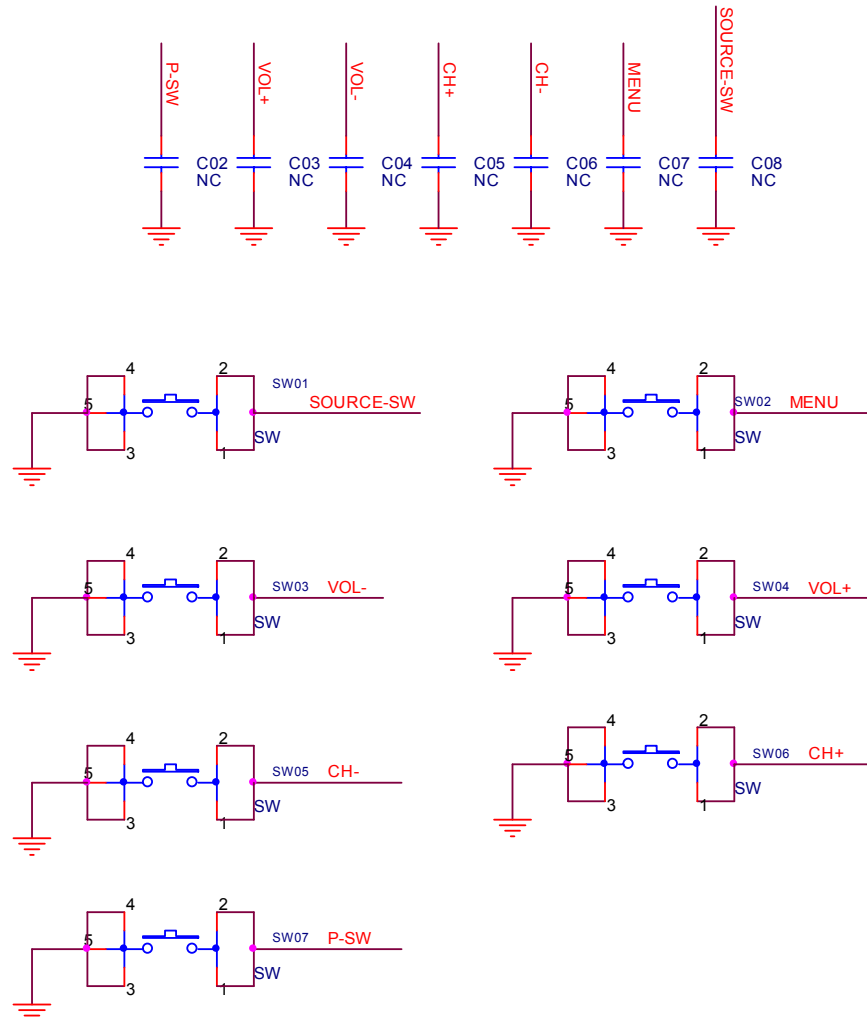 P-SW
VOL+
VOL-
CH+
CH-
MENU
SOURCE-SW
C02
NC
C03
NC
C04
NC
C05
NC
C06
NC
C07
NC
C08
NC
4
2
SW01
5
SOURCE-SW
SW
3
1
4
2
SW02
MENU
5
SW
3
1
4
2
SW03
VOL-
5
SW
3
1
4
2
SW04
VOL+
5
SW
3
1
4
2
SW05
CH-
5
SW
3
1
4
2
SW06
CH+
5
SW
3
1
4
2
SW07
P-SW
5
SW
3
1